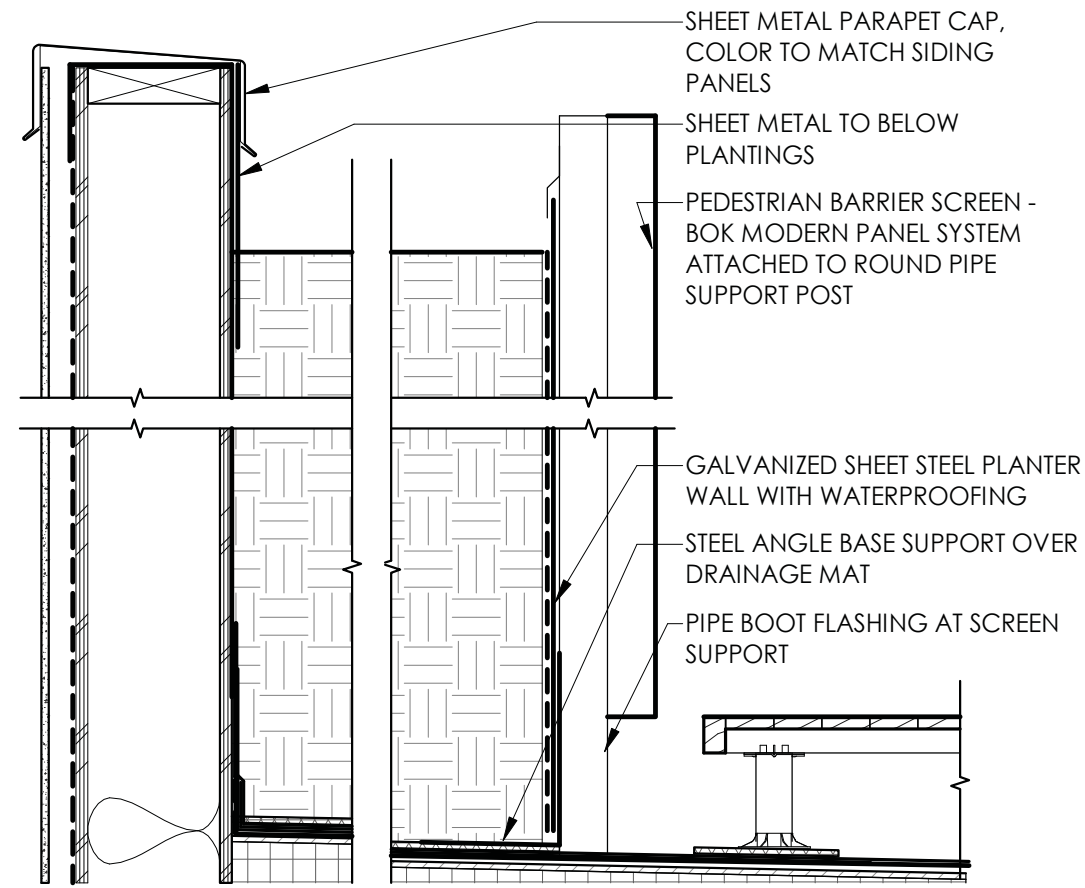 SHEET METAL PARAPET CAP,
COLOR TO MATCH SIDING
PANELS
SHEET METAL TO BELOW
PLANTINGS
PEDESTRIAN BARRIER SCREEN -
BOK MODERN PANEL SYSTEM
ATTACHED TO ROUND PIPE
SUPPORT POST
GALVANIZED SHEET STEEL PLANTER
WALL WITH WATERPROOFING
STEEL ANGLE BASE SUPPORT OVER
DRAINAGE MAT
PIPE BOOT FLASHING AT SCREEN
SUPPORT